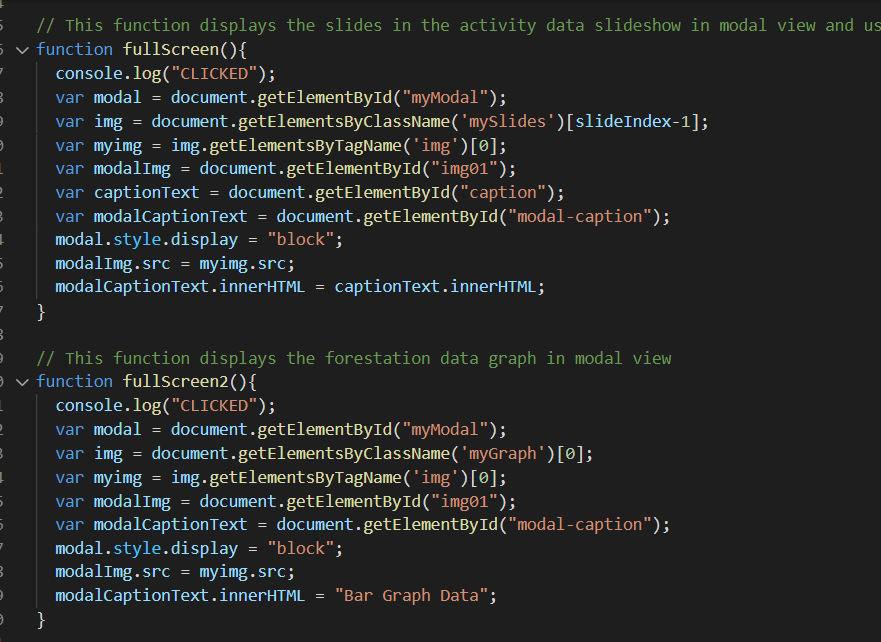 // This function displays the slides in the activity data slideshow in modal view and us
function fullScreen(){
console.log("CLICKED");
var modal = document.getElementById("myModal");
var img = document.getElementsByClassName('mySlides')[slideIndex-1];
var myimg = img.getElementsByTagName('img')[0];
var modalImg = document.getElementById("img01");
var captionText = document.getElementById("caption");
var modalCaptionText = document.getElementById("modal-caption");
modal.style.display = "block";
modalImg.src = myimg.src;
modalCaptionText.innerHTML = captionText.innerHTML;
}
// This function displays the forestation data graph in modal view
function fullScreen2(){
console.log("CLICKED");
var modal = document.getElementById("myModal");
var img = document.getElementsByClassName('myGraph')[0];
var myimg = img.getElementsByTagName('img')[0];
var modalImg = document.getElementById("img01");
var modalCaptionText = document.getElementById("modal-caption");
modal.style.display = "block";
modalImg.src = myimg.src;
modalCaptionText.innerHTML = "Bar Graph Data";
}